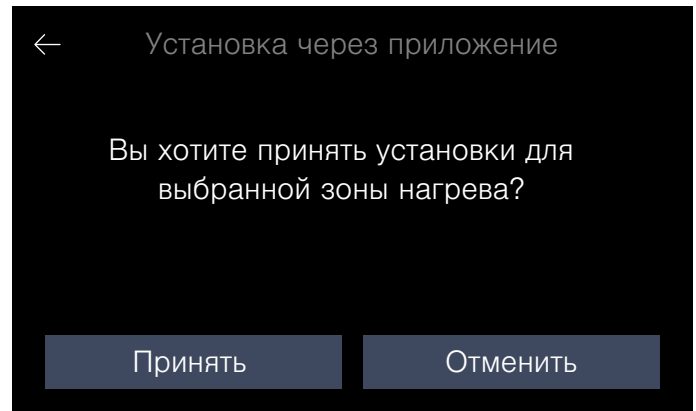 Установка через приложение
Вы хотите принять установки для
выбранной зоны нагрева?
Принять
Отменить